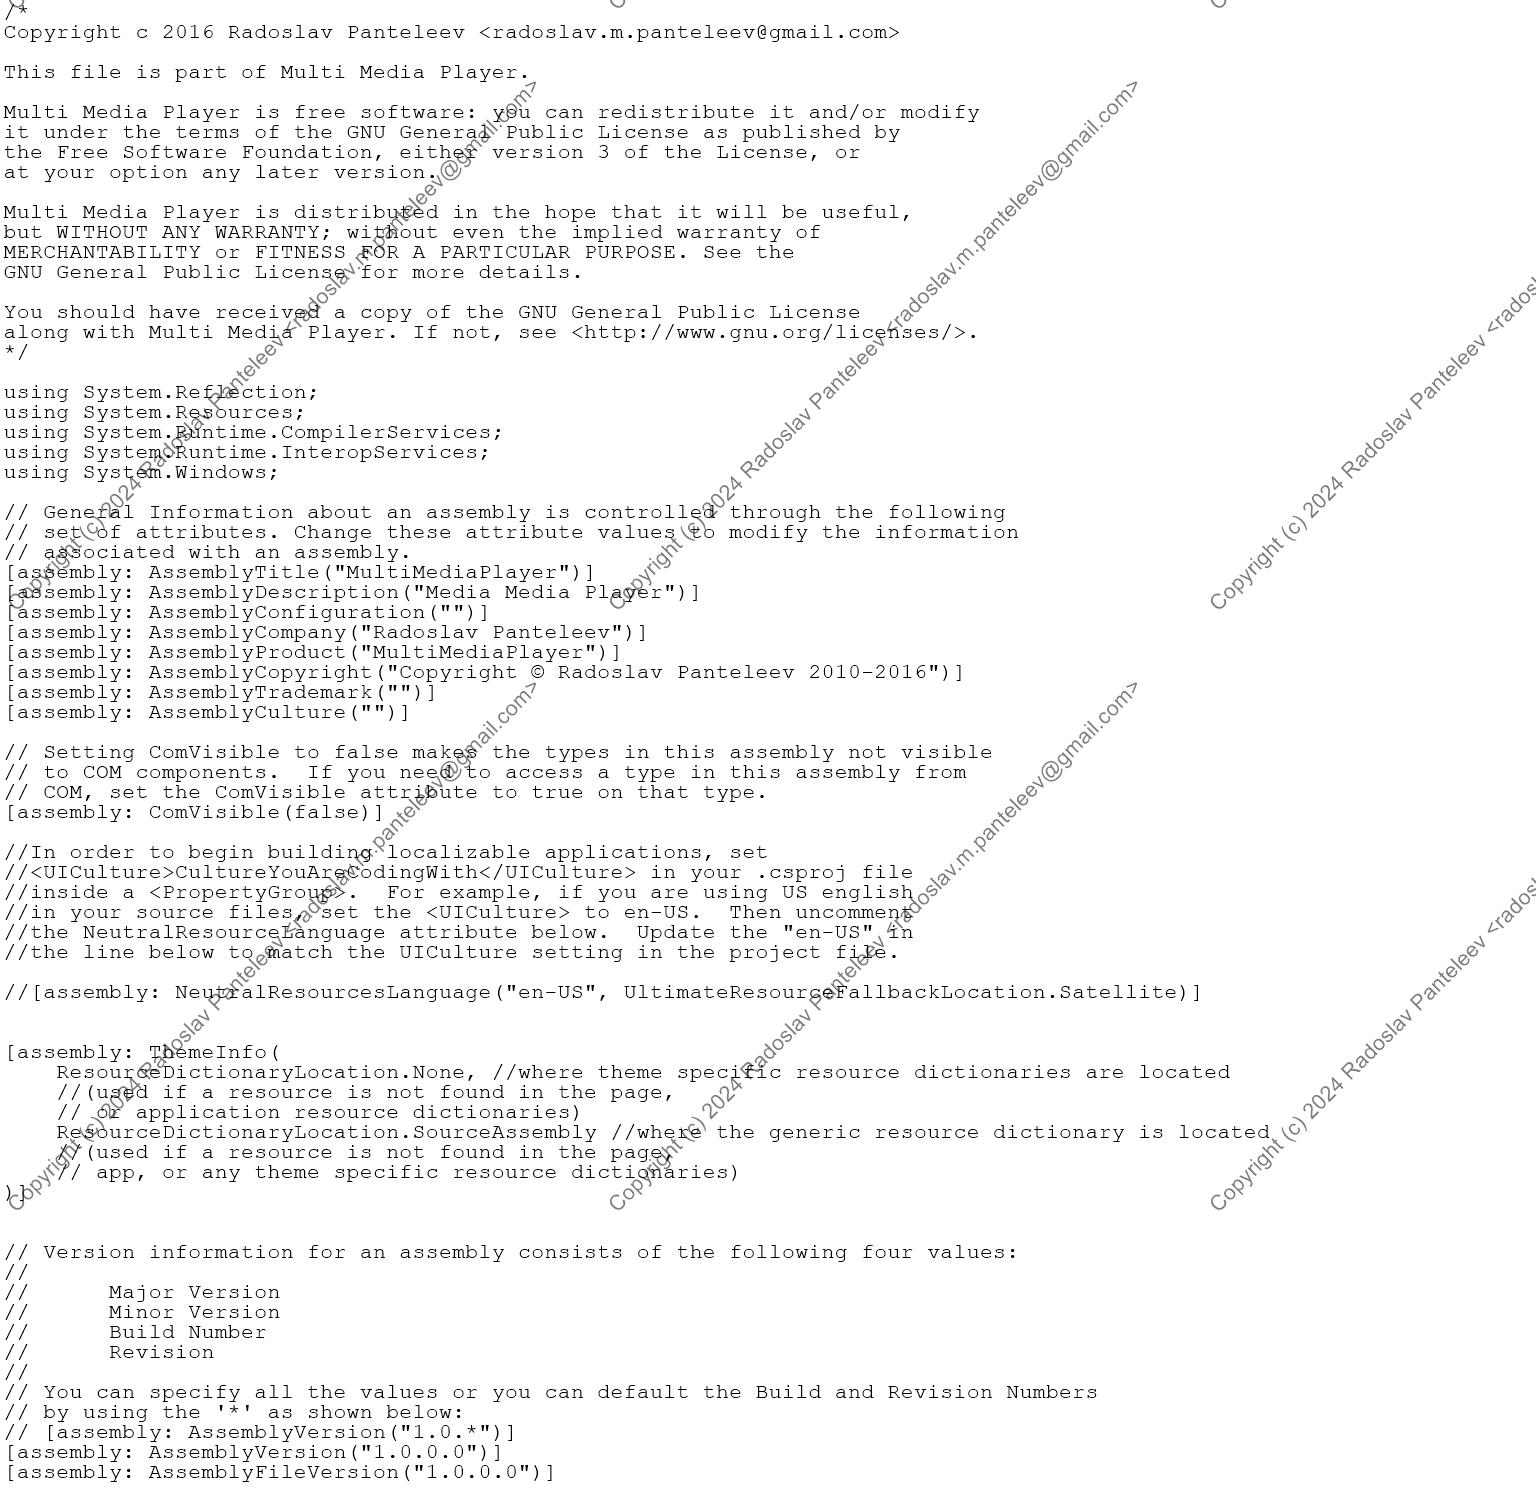 /*
Copyright c 2016 Radoslav Panteleev <radoslav.m.panteleev@gmail.com>

This file is part of Multi Media Player.

Multi Media Player is free software: you can redistribute it and/or modify
it under the terms of the GNU General Public License as published by
the Free Software Foundation, either version 3 of the License, or
at your option any later version.

Multi Media Player is distributed in the hope that it will be useful,
but WITHOUT ANY WARRANTY; without even the implied warranty of
MERCHANTABILITY or FITNESS FOR A PARTICULAR PURPOSE. See the
GNU General Public License for more details.

You should have received a copy of the GNU General Public License
along with Multi Media Player. If not, see <http://www.gnu.org/licenses/>.
*/

using System.Reflection;
using System.Resources;
using System.Runtime.CompilerServices;
using System.Runtime.InteropServices;
using System.Windows;

// General Information about an assembly is controlled through the following
// set of attributes. Change these attribute values to modify the information
// associated with an assembly.
[assembly: AssemblyTitle("MultiMediaPlayer")]
[assembly: AssemblyDescription("Media Media Player")]
[assembly: AssemblyConfiguration("")]
[assembly: AssemblyCompany("Radoslav Panteleev")]
[assembly: AssemblyProduct("MultiMediaPlayer")]
[assembly: AssemblyCopyright("Copyright © Radoslav Panteleev 2010-2016")]
[assembly: AssemblyTrademark("")]
[assembly: AssemblyCulture("")]

// Setting ComVisible to false makes the types in this assembly not visible
// to COM components.  If you need to access a type in this assembly from
// COM, set the ComVisible attribute to true on that type.
[assembly: ComVisible(false)]

//In order to begin building localizable applications, set
//<UICulture>CultureYouAreCodingWith</UICulture> in your .csproj file
//inside a <PropertyGroup>.  For example, if you are using US english
//in your source files, set the <UICulture> to en-US.  Then uncomment
//the NeutralResourceLanguage attribute below.  Update the "en-US" in
//the line below to match the UICulture setting in the project file.

//[assembly: NeutralResourcesLanguage("en-US", UltimateResourceFallbackLocation.Satellite)]


[assembly: ThemeInfo(
    ResourceDictionaryLocation.None, //where theme specific resource dictionaries are located
    //(used if a resource is not found in the page,
    // or application resource dictionaries)
    ResourceDictionaryLocation.SourceAssembly //where the generic resource dictionary is located
    //(used if a resource is not found in the page,
    // app, or any theme specific resource dictionaries)
)]


// Version information for an assembly consists of the following four values:
//
//      Major Version
//      Minor Version
//      Build Number
//      Revision
//
// You can specify all the values or you can default the Build and Revision Numbers
// by using the '*' as shown below:
// [assembly: AssemblyVersion("1.0.*")]
[assembly: AssemblyVersion("1.0.0.0")]
[assembly: AssemblyFileVersion("1.0.0.0")]
Copyright (c) 2024 Radoslav Panteleev <radoslav.m.panteleev@gmail.com>
Copyright (c) 2024 Radoslav Panteleev <radoslav.m.panteleev@gmail.com>
Copyright (c) 2024 Radoslav Panteleev <rados
Copyright (c) 2024 Radoslav Panteleev <radoslav.m.panteleev@gmail.com>
Copyright (c) 2024 Radoslav Panteleev <radoslav.m.panteleev@gmail.com>
Copyright (c) 2024 Radoslav Panteleev <rados